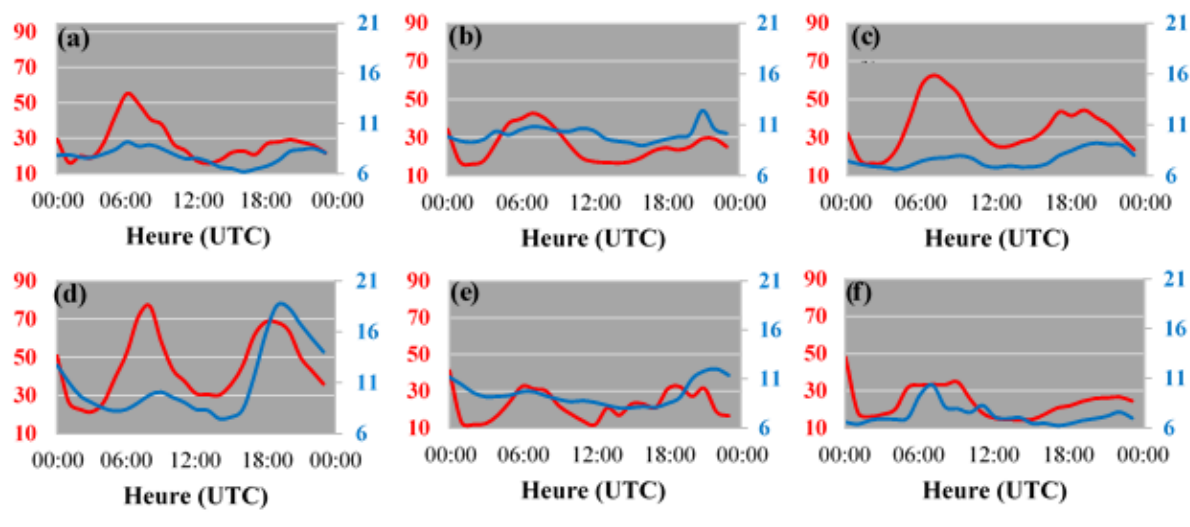 (a) (b) (c)
90 21 90 21 90 21
70 16 70 16 70 16
50 11 50 11 50 11
30 30 30
10 6 10 6 10 6
00:00 06:00 12:00 18:00 00:00 00:00 06:00 12:00 18:00 00:00 00:00 06:00 12:00 18:00 00:00
Heure (UTC) Heure (UTC) Heure (UTC)
(d) (e) (f)
90 21 90 21 90 21
70 16 70 16 70 16
50 11 50 11 50 11
30 30 30
10 6 10 6 10 6
00:00 06:00 12:00 18:00 00:00 00:00 06:00 12:00 18:00 00:00 00:00 06:00 12:00 18:00 00:00
Heure (UTC) Heure (UTC) Heure (UTC)